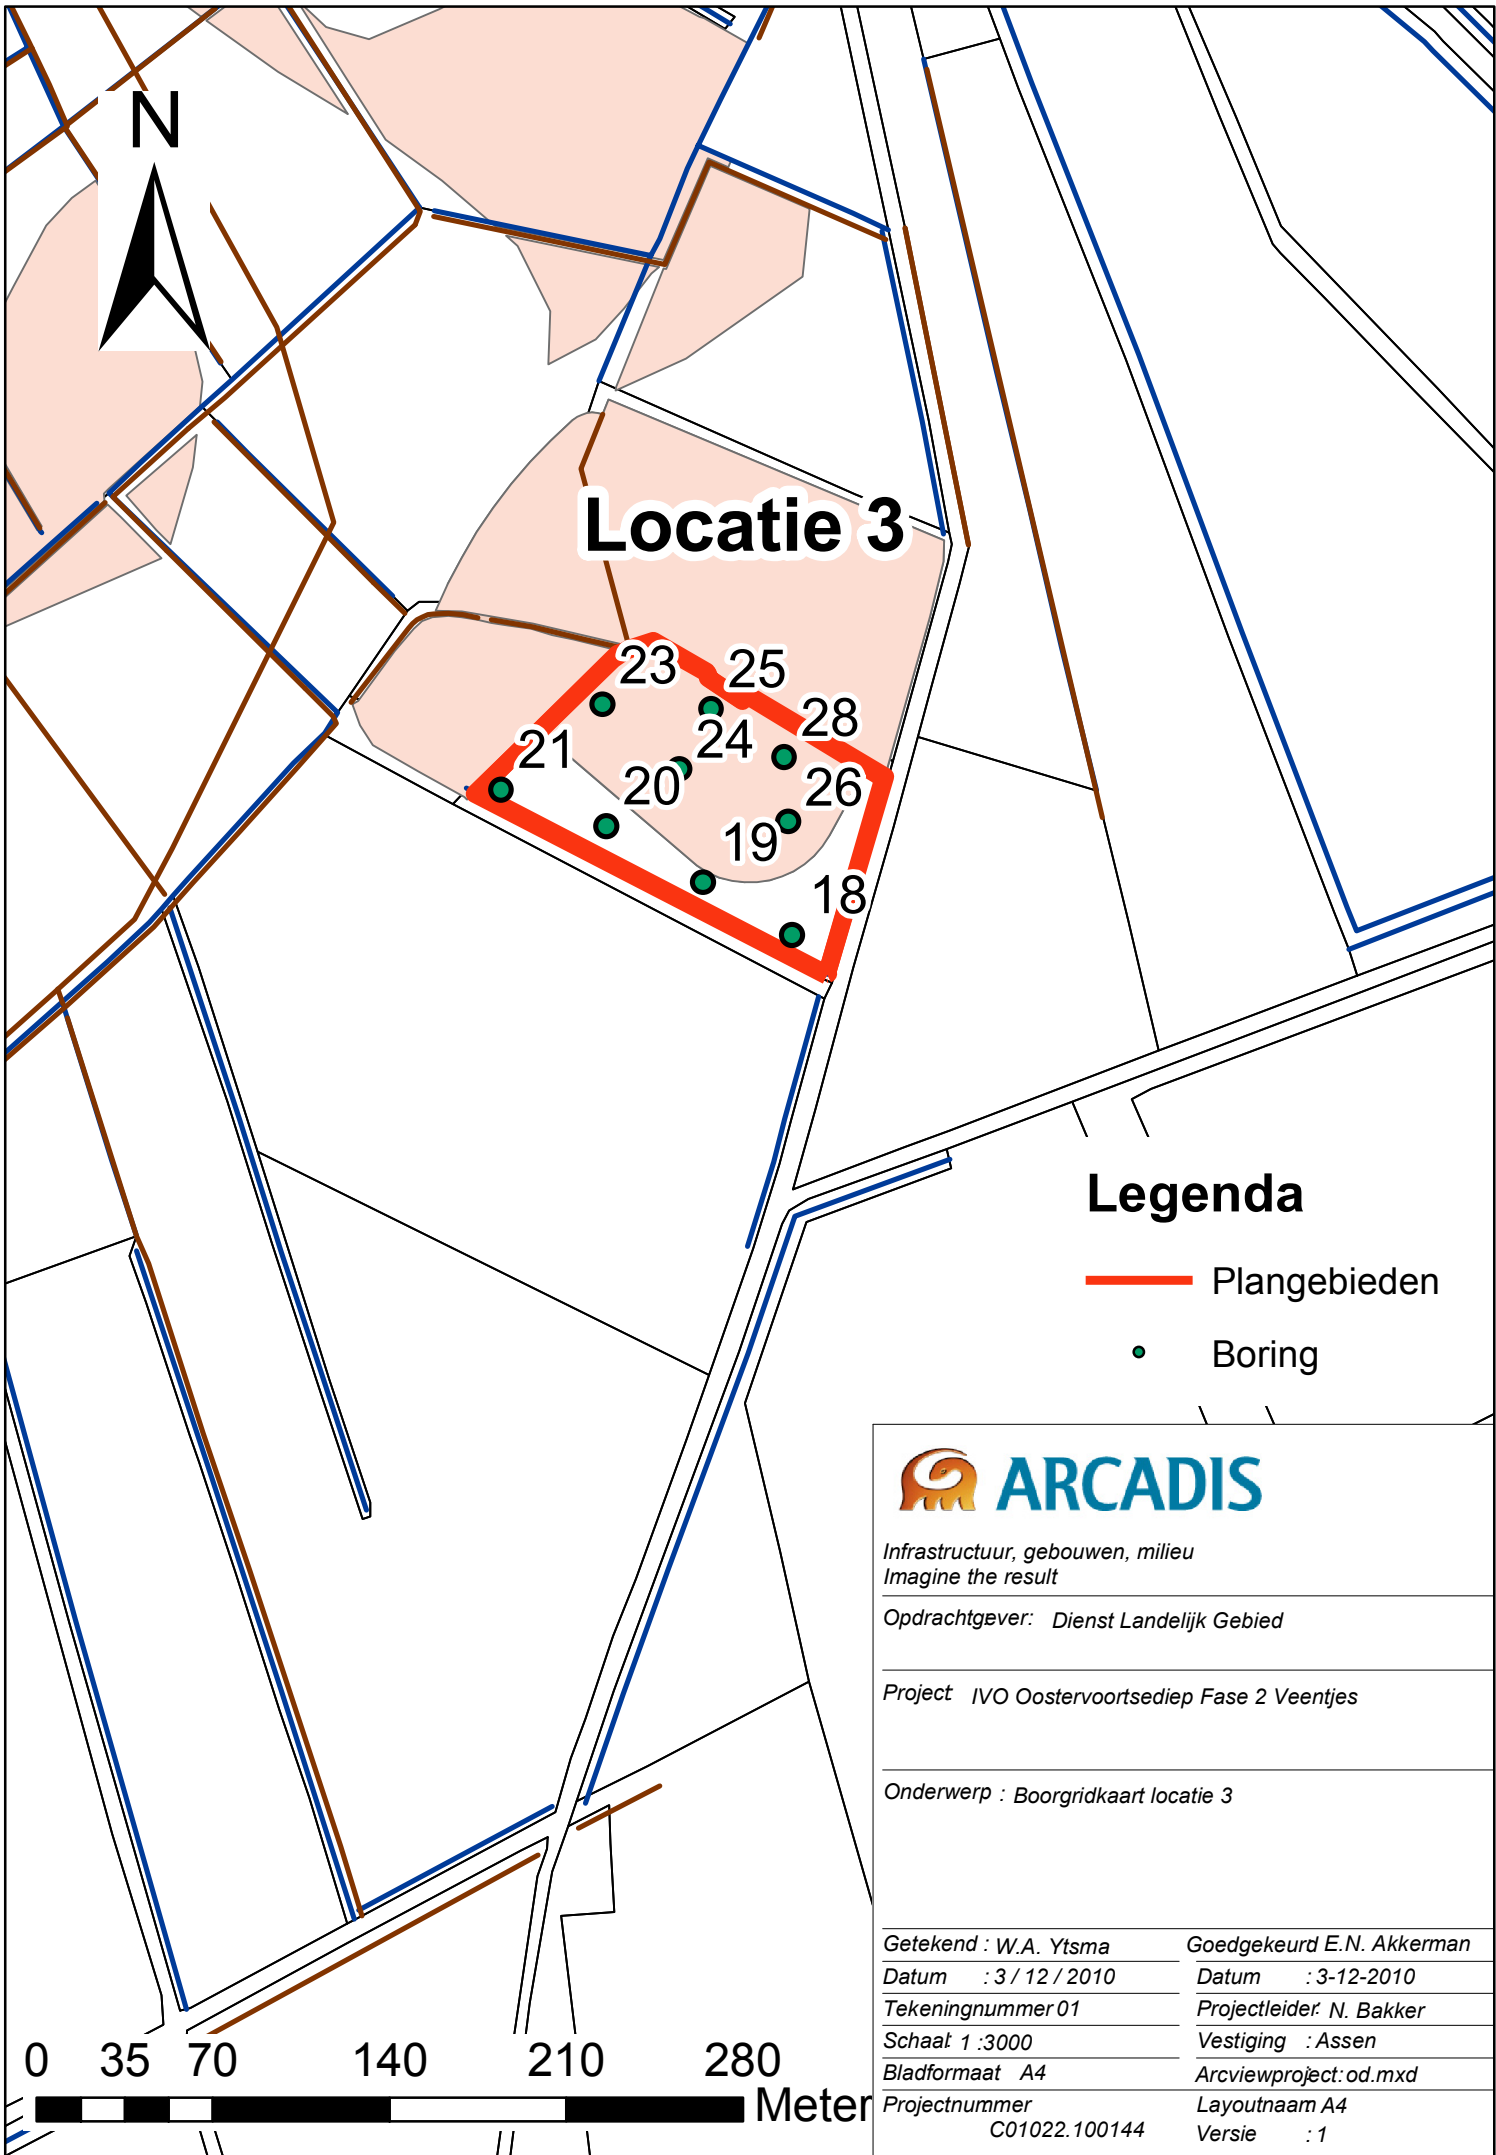 N
Locatie 3
23
25
28
24
21
20
26
19
18
Legenda
Plangebieden
Boring
ARCADIS
Infrastructuur, gebouwen, milieu
Imagine the result
Opdrachtgever: Dienst Landelijk Gebied
Project IVO Oostervoortsediep Fase 2 Veentjes
Onderwerp : Boorgridkaart locatie 3
Getekend : W.A. Ytsma Goedgekeurd E.N. Akkerman
Datum : 3 / 12 / 2010 Datum : 3-12-2010
Tekeningnummer 01 Projectleider: N. Bakker
Schaal: 1 :3000 Vestiging : Assen
Bladformaat A4 Arcviewproject: od.mxd
Projectnummer Layoutnaam A4
C01022.100144 Versie : 1
0 35 70 140 210 280
Meter